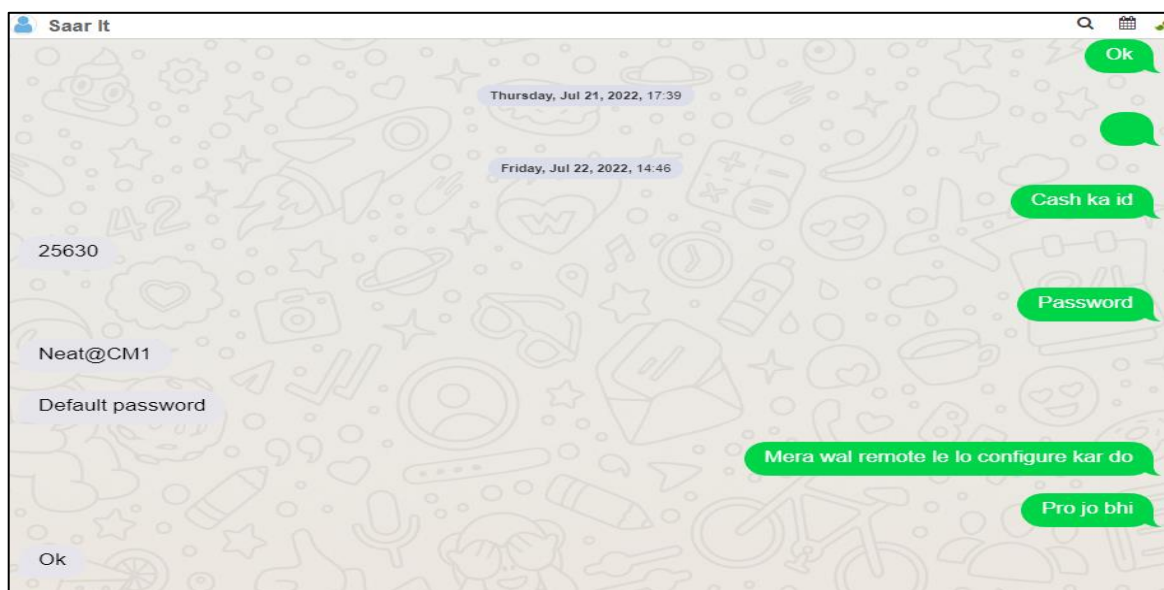 Saar It
Ok
Thursday, Jul 21, 2022, 17:39
Friday, Jul 22, 2022, 14:46
Cash ka id
25630
Password
Neat@CM1
Default password
Mera wal remote le lo configure kar do
Pro jo bhi
Ok